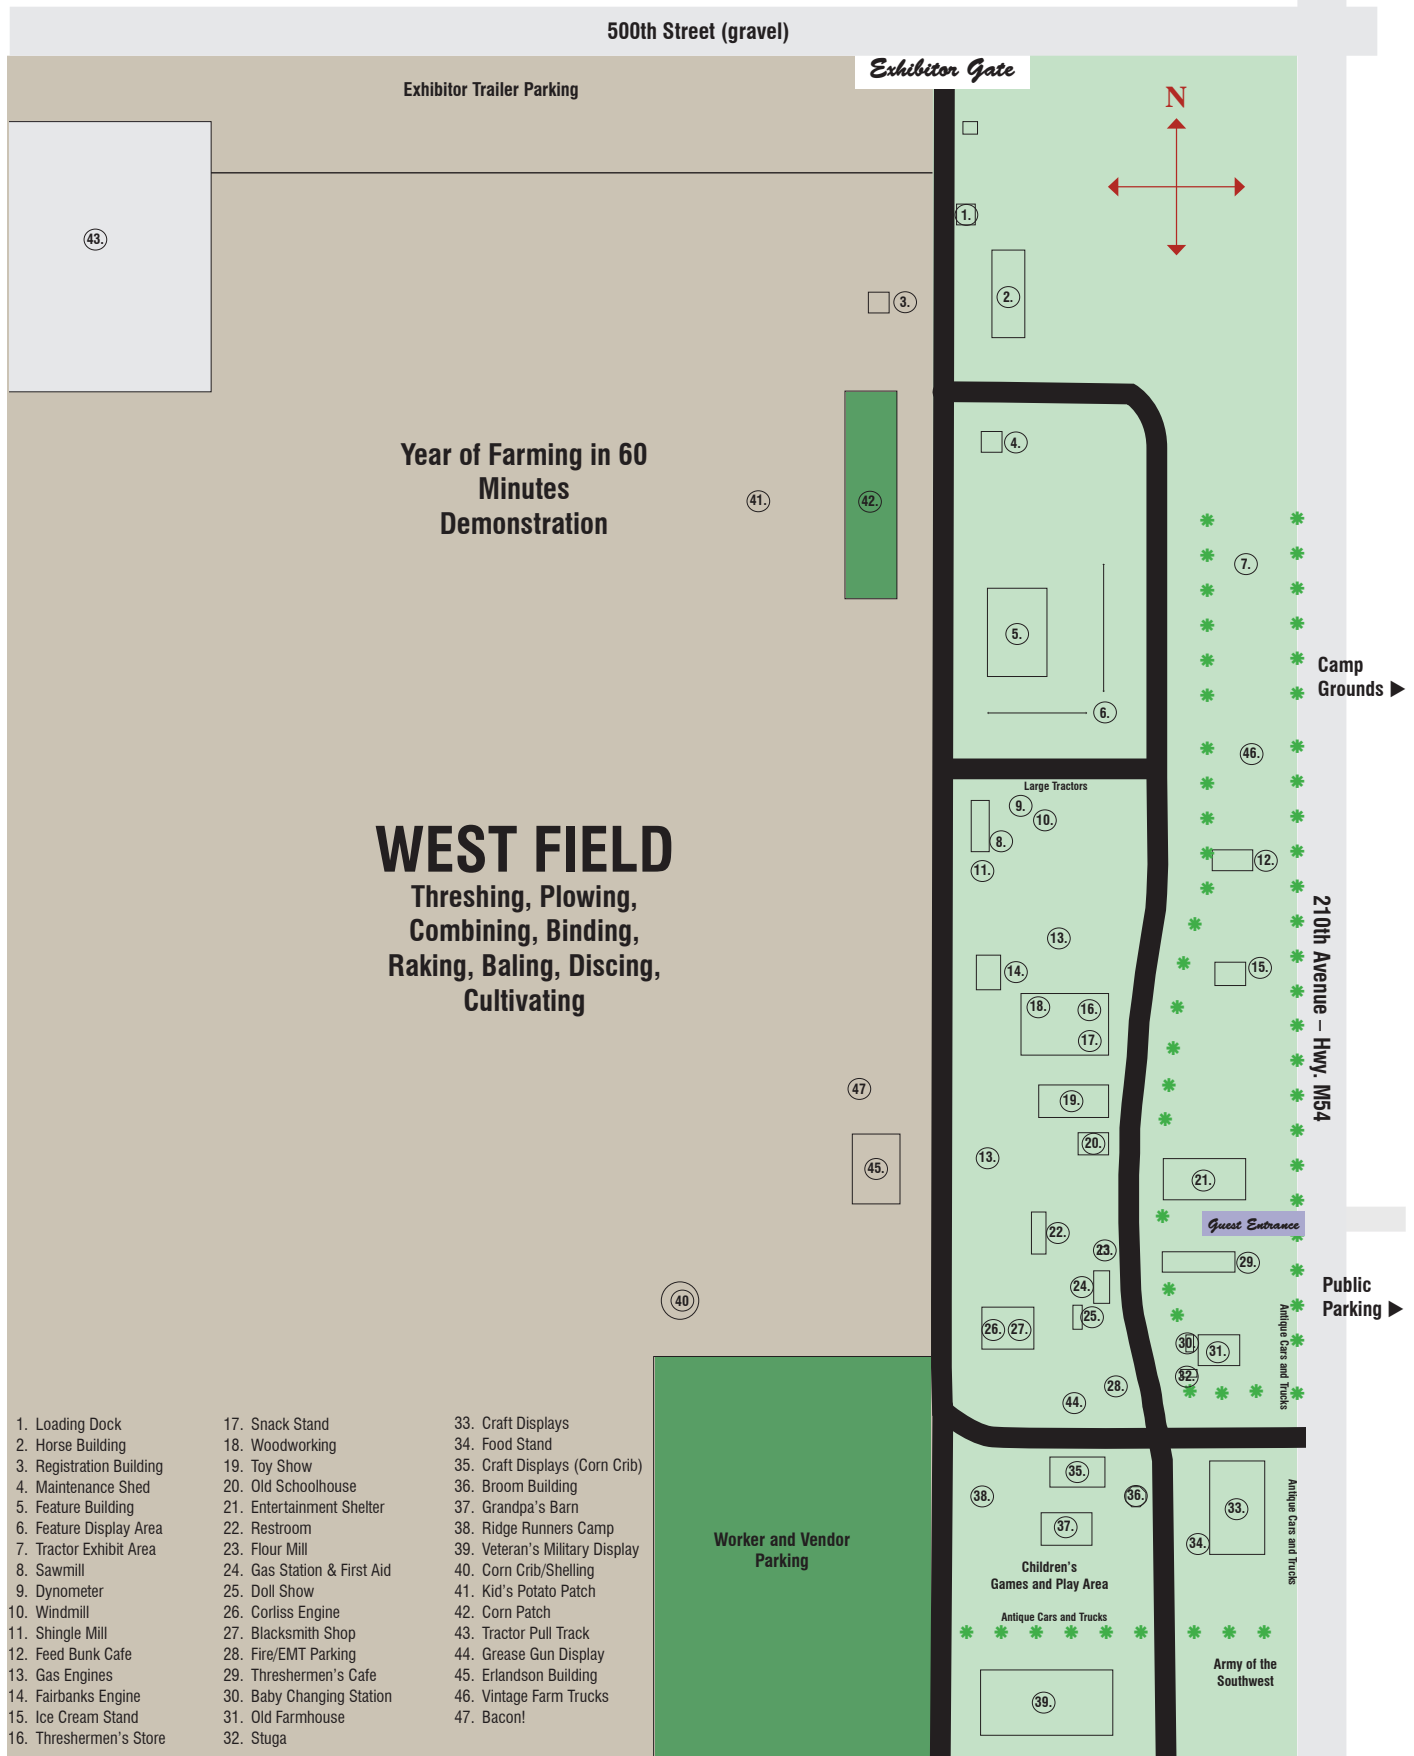 500th Street (gravel)
Exhibitor Gate
Exhibitor Trailer Parking
N
1.
43.
2.
3.
4.
Year of Farming in 60
Minutes
Demonstration
41.
42.
7.
5.
Camp
Grounds ▶
6.
46.
Large Tractors
9.
10.
8.
11.
12.
WEST FIELD
Threshing, Plowing,
Combining, Binding,
Raking, Baling, Discing,
Cultivating
210th Avenue – Hwy. M54
13.
14.
15.
18.
16.
17.
47
19.
20.
13.
45.
21.
Guest Entrance
22.
23.
29.
24.
40
25.
26.
27.
Public
Parking ▶
Antique Cars and Trucks
30.
31.
32.
28.
44.
35.
38.
36.
33.
37.
34.
Antique Cars and Trucks
Worker and Vendor
Parking
Children's
Games and Play Area
Antique Cars and Trucks
Army of the
Southwest
39.
1. Loading Dock
2. Horse Building
3. Registration Building
4. Maintenance Shed
5. Feature Building
6. Feature Display Area
7. Tractor Exhibit Area
8. Sawmill
9. Dynometer
10. Windmill
11. Shingle Mill
12. Feed Bunk Cafe
13. Gas Engines
14. Fairbanks Engine
15. Ice Cream Stand
16. Threshermen's Store
17. Snack Stand
18. Woodworking
19. Toy Show
20. Old Schoolhouse
21. Entertainment Shelter
22. Restroom
23. Flour Mill
24. Gas Station & First Aid
25. Doll Show
26. Corliss Engine
27. Blacksmith Shop
28. Fire/EMT Parking
29. Threshermen's Cafe
30. Baby Changing Station
31. Old Farmhouse
32. Stuga
33. Craft Displays
34. Food Stand
35. Craft Displays (Corn Crib)
36. Broom Building
37. Grandpa's Barn
38. Ridge Runners Camp
39. Veteran's Military Display
40. Corn Crib/Shelling
41. Kid's Potato Patch
42. Corn Patch
43. Tractor Pull Track
44. Grease Gun Display
45. Erlandson Building
46. Vintage Farm Trucks
47. Bacon!